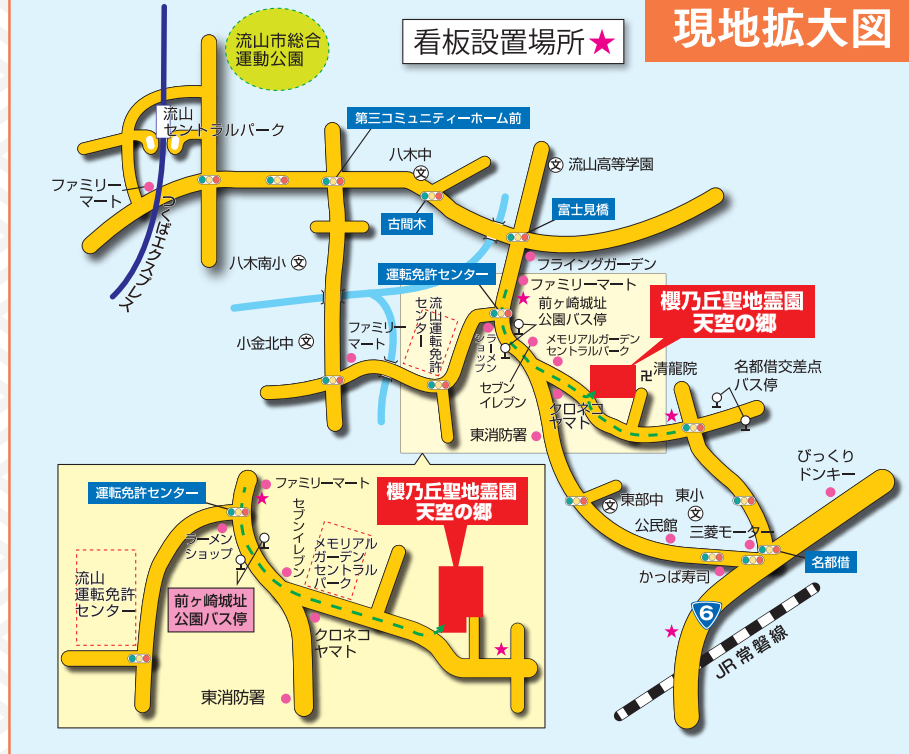 現地拡大図
看板設置場所★
流山市総合
運動公園
流山
セントラルパーク
第三コミュニティーホーム前
八木中
文
文
流山高等学園
ファミリー
マート
つくばエクスプレス
古間木
富士見橋
八木南小
文
運転免許センター
フライングガーデン
ファミリーマート
前ヶ崎城址
公園バス停
櫻乃丘聖地霊園
天空の郷
流山運転免許
センター
小金北中
文
ファミリー
マート
ラーメン
ショップ
メモリアルガーデン
セントラルパーク
卍
清龍院
名都借交差点
バス停
セブン
イレブン
クロネコ
ヤマト
東消防署
びっくり
ドンキー
文
東部中
東小
文
公民館
三菱モーター
かっぱ寿司
名都借
6
JR常磐線
運転免許センター
ファミリーマート
櫻乃丘聖地霊園
天空の郷
セブンイレブン
ラーメン
ショップ
メモリアル
ガーデン
セントラル
パーク
流山
運転免許
センター
前ヶ崎城址
公園バス停
クロネコ
ヤマト
東消防署